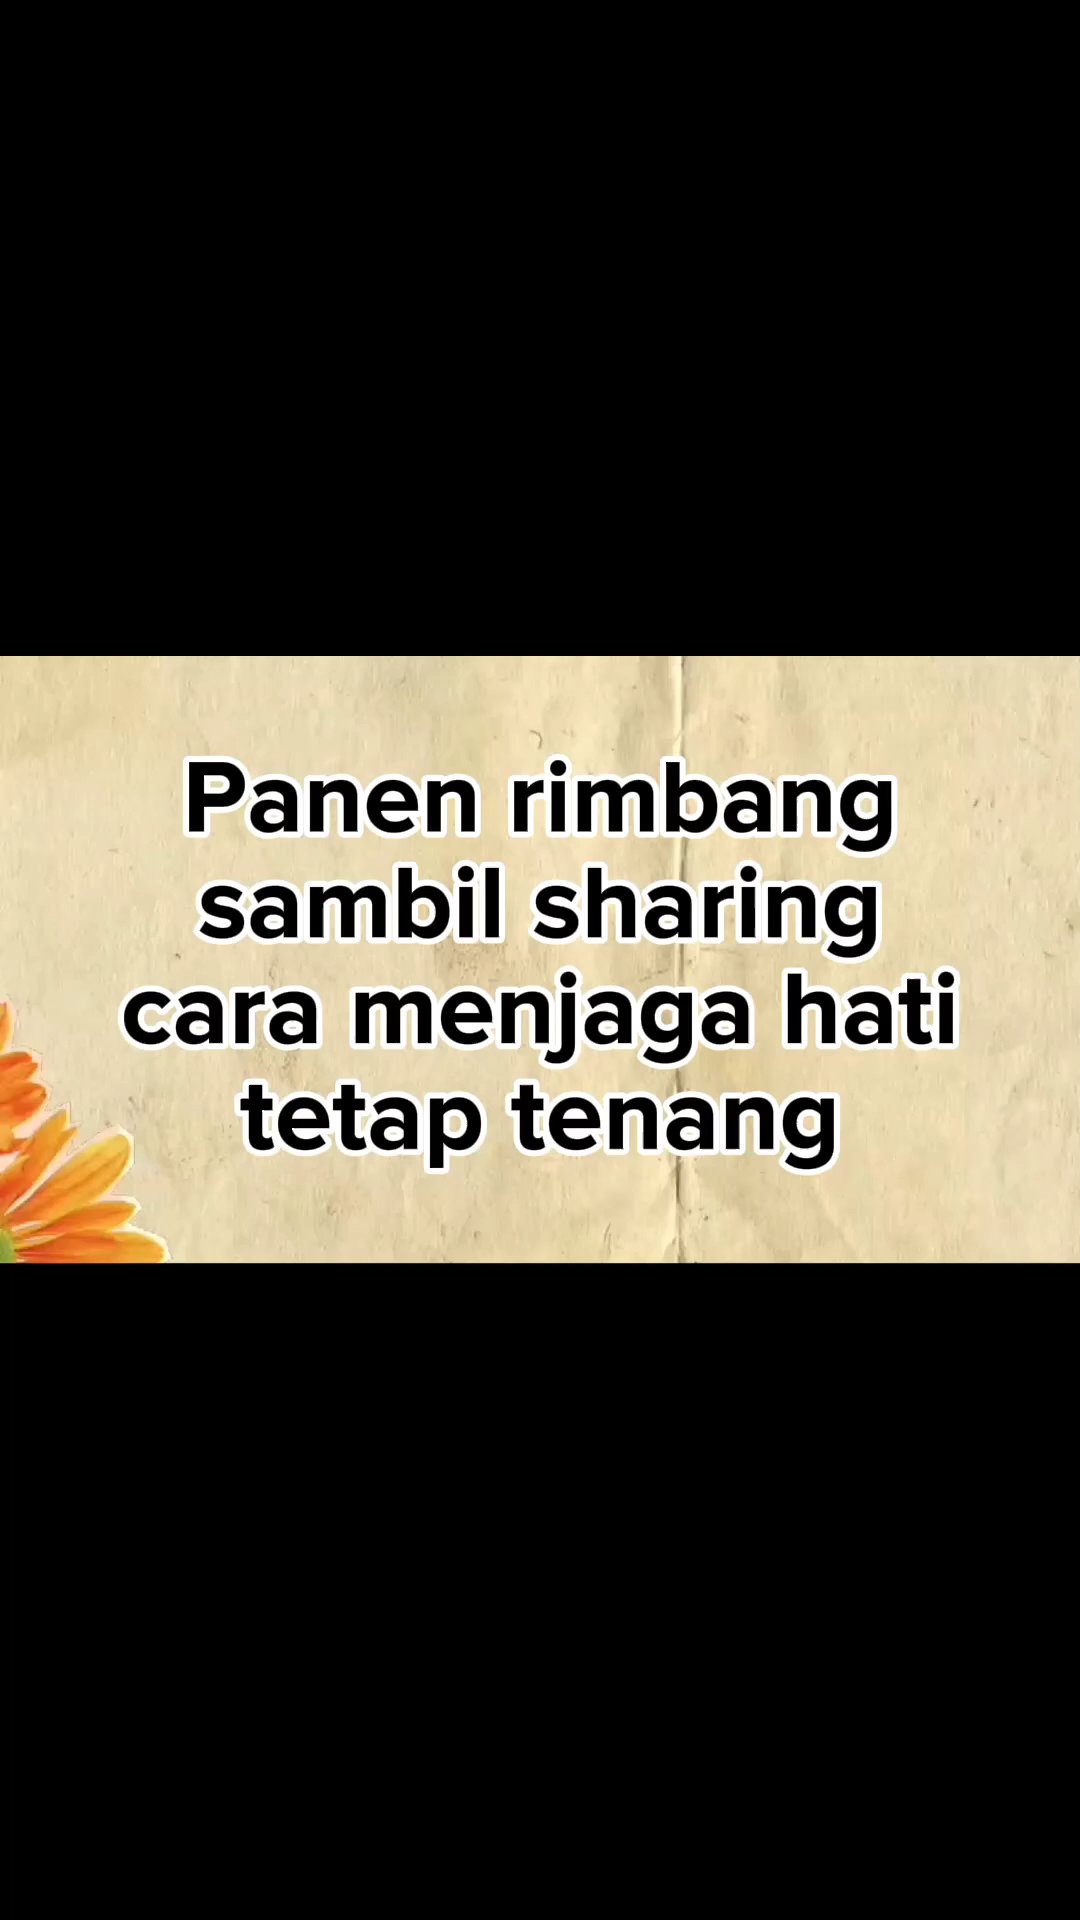 Panen rimbang
sambil sharing
cara menjaga hati
tetap tenang